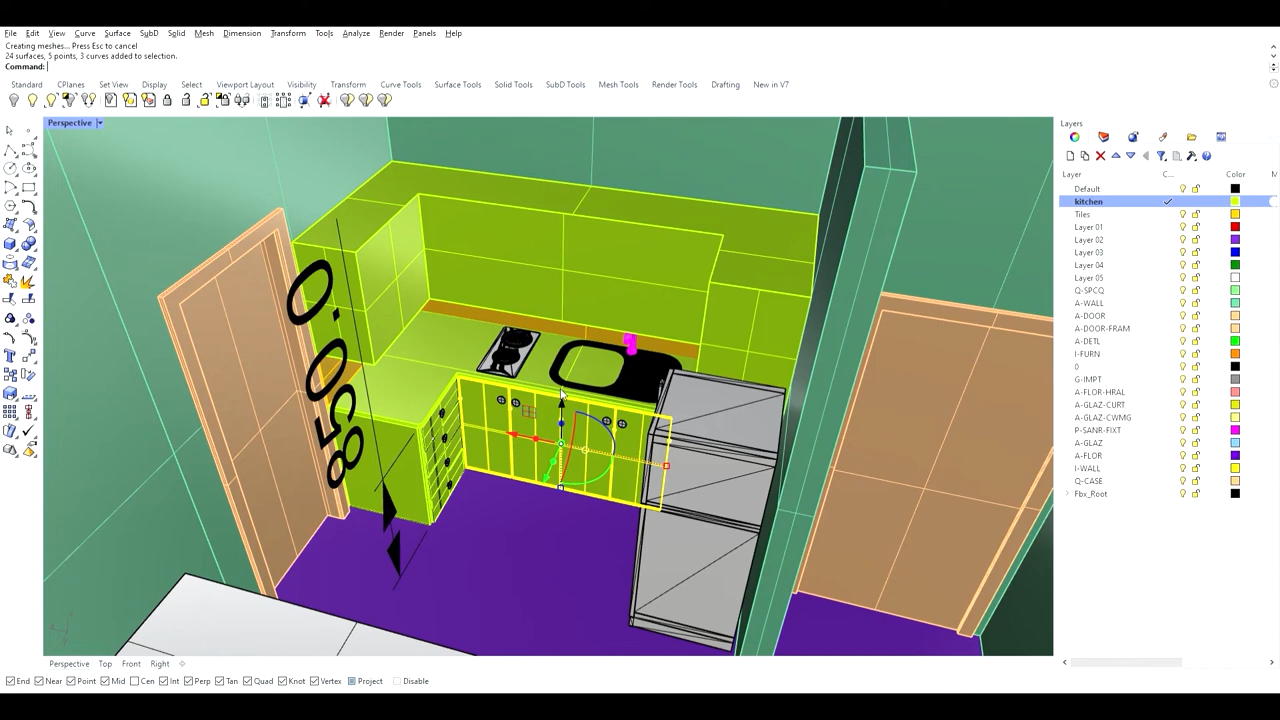 File Edit View Curve Surface SubD Solid Mesh Dimension Transform Tools Analyze Render Panels Help
Creating meshes... Press Esc to cancel
24 surfaces, 5 points, 3 curves added to selection.
Command:
Standard CPlanes Set View Display Select Viewport Layout Visibility Transform Curve Tools Surface Tools Solid Tools SubD Tools Mesh Tools Render Tools Drafting New in V7
Perspective
Layers
Layer C... Color M
Default
kitchen
Tiles
Layer 01
Layer 02
Layer 03
Layer 04
Layer 05
Q-SPCQ
A-WALL
A-DOOR
A-DOOR-FRAM
A-DETL
I-FURN
0
G-IMPT
A-FLOR-HRAL
A-GLAZ-CURT
A-GLAZ-CWMG
P-SANR-FIXT
A-GLAZ
A-FLOR
I-WALL
Q-CASE
Fbx_Root
Perspective Top Front Right
End Near Point Mid Cen Int Perp Tan Quad Knot Vertex Project Disable